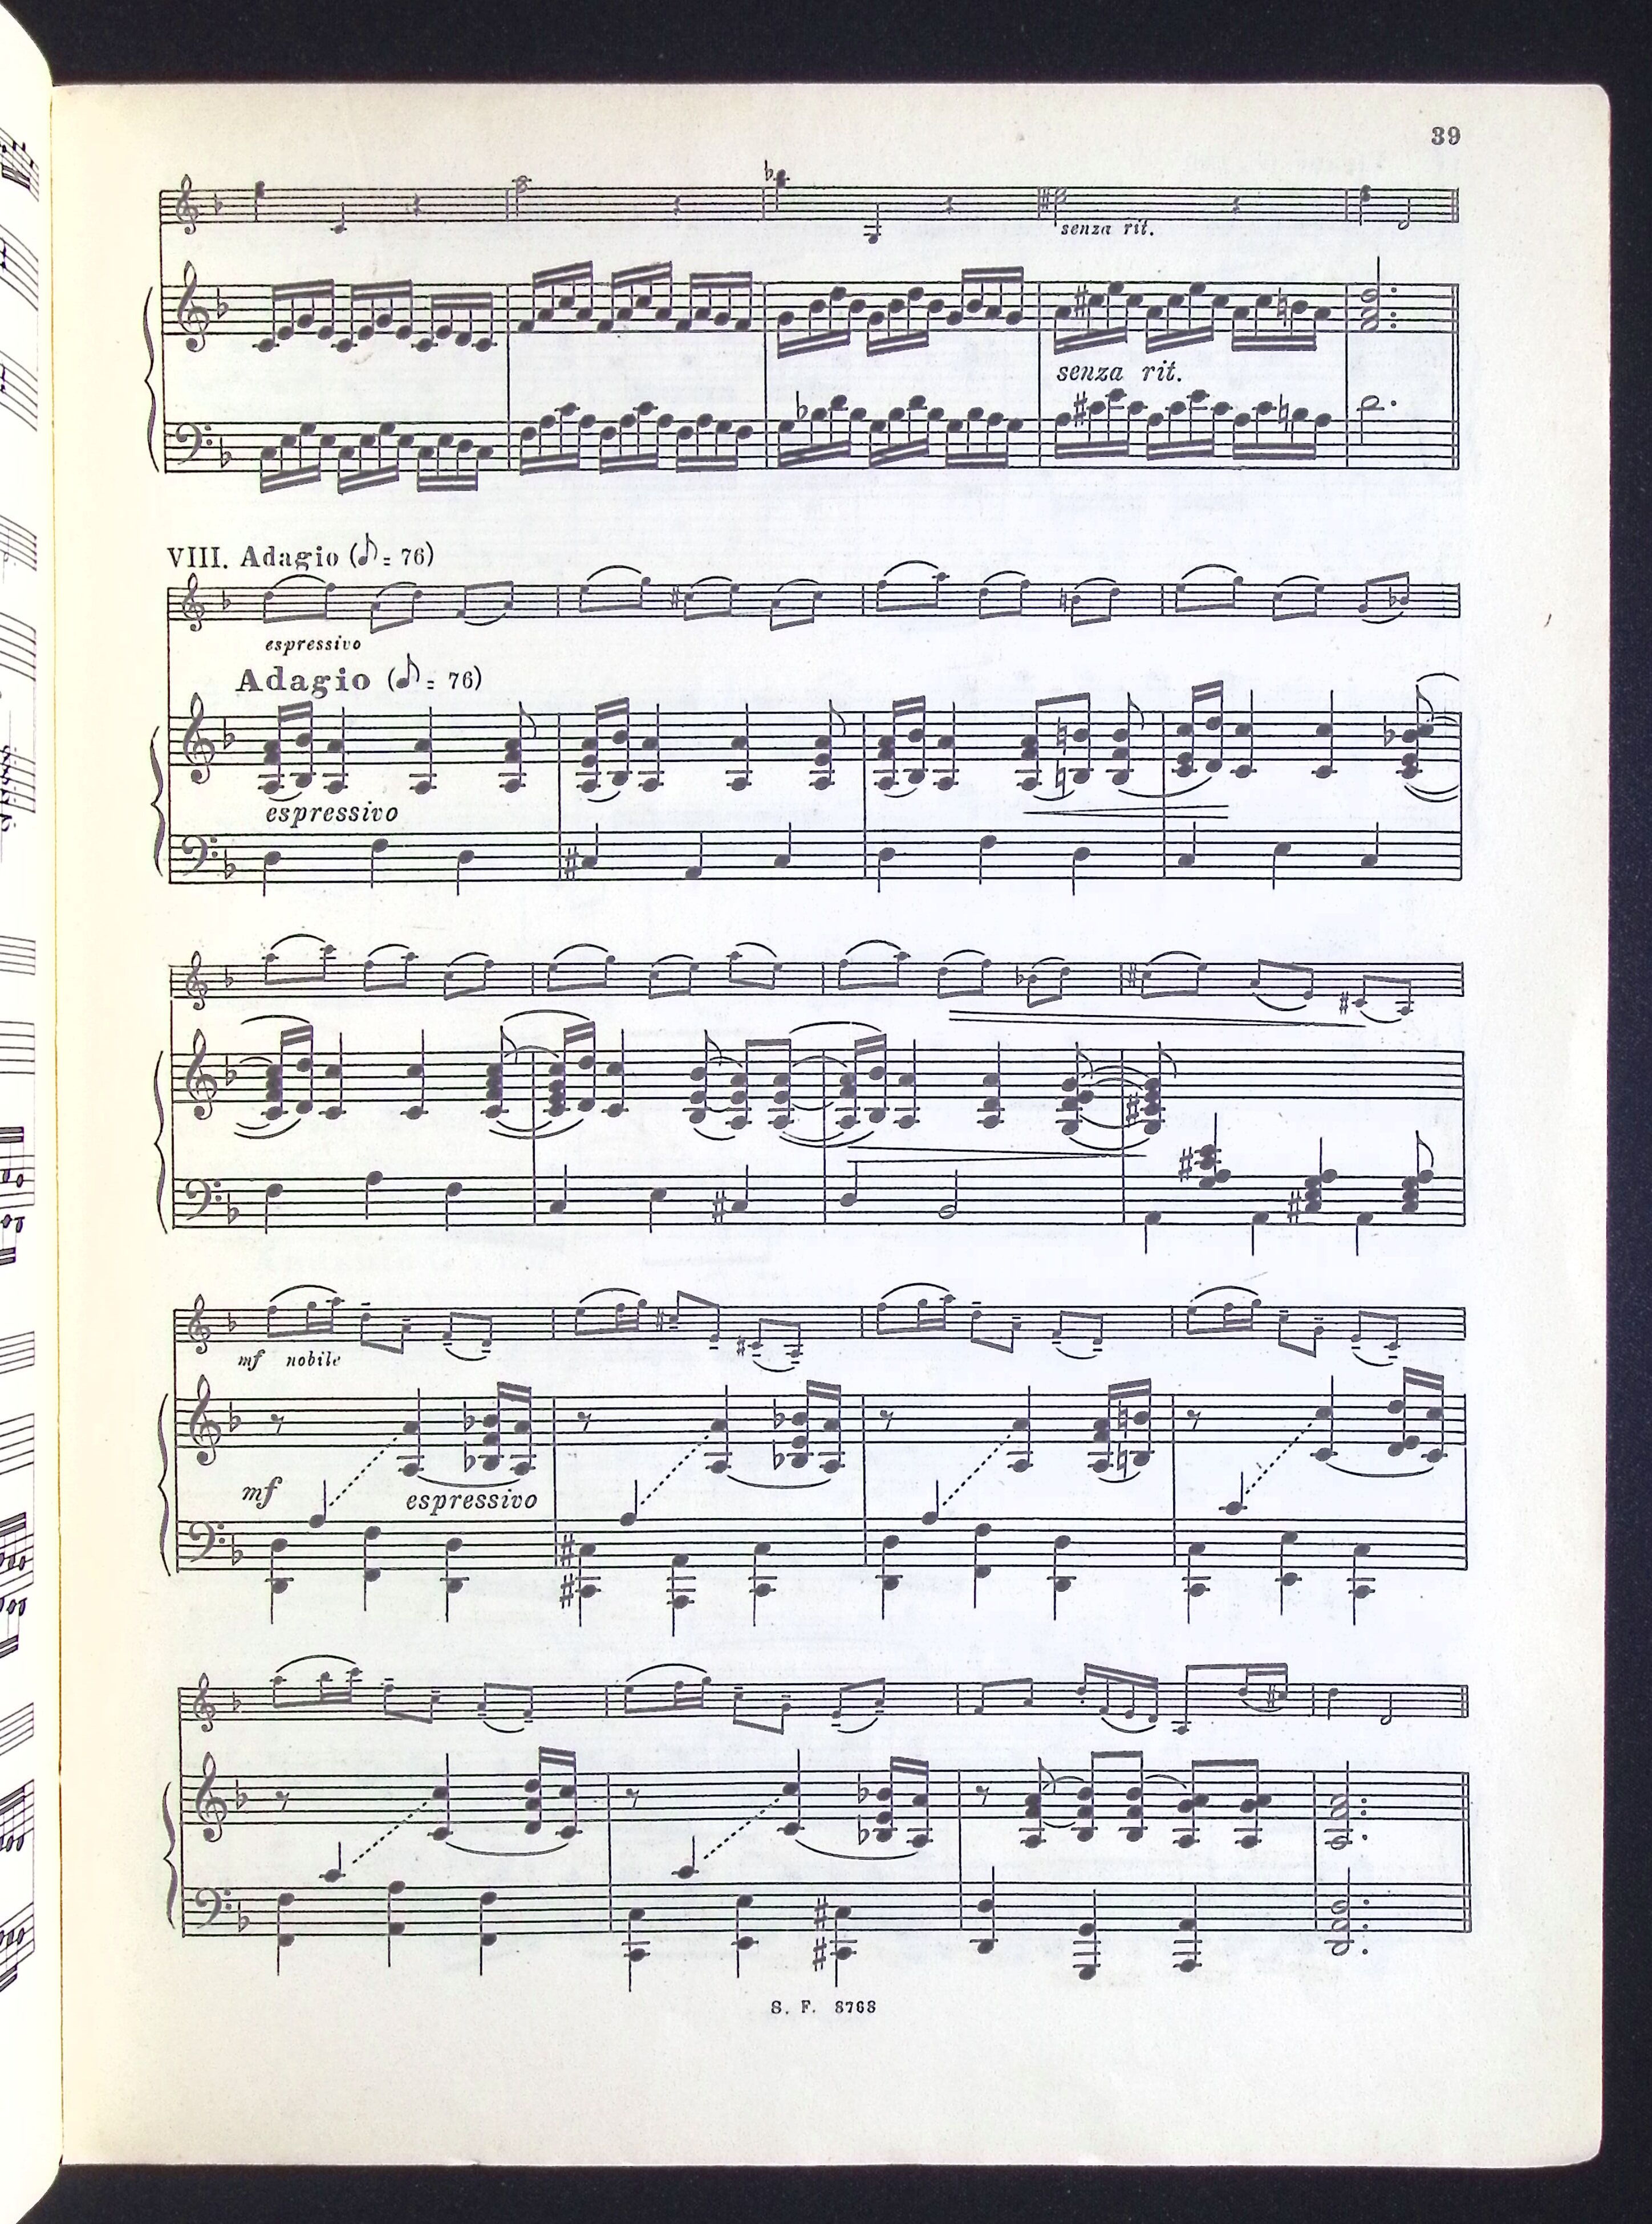 39
senza rit.
senza rit.
VIII. Adagio (♪ = 76)
espressivo
Adagio (♪ = 76)
espressivo
mf nobile
mf espressivo
S. F. 8768